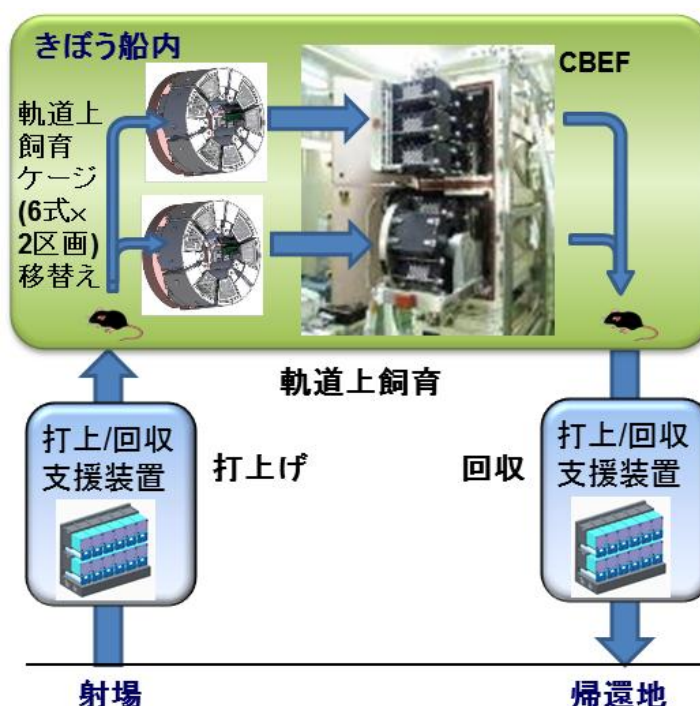 きぼう船内
CBEF
軌道上
飼育
ケージ
(6式×
2区画)
移替え
軌道上飼育
打上/回収
支援装置
打上げ
回収
打上/回収
支援装置
射場
帰還地